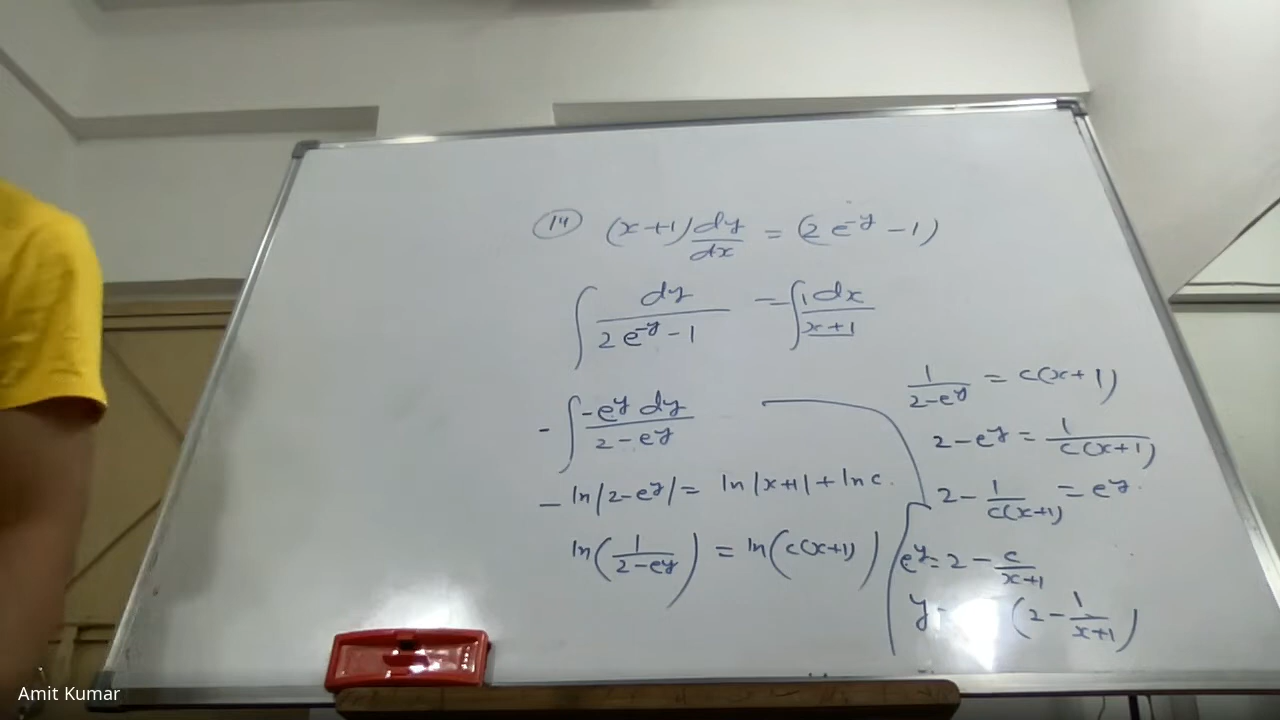 14 (x+1) dy/dx = (2e^-y - 1)
∫ dy/(2e^-y - 1) = ∫ 1 dx/(x+1)
- ∫ -e^y dy/(2-e^y)
- ln|2-e^y| = ln|x+1| + ln c.
ln(1/(2-e^y)) = ln(c(x+1))
1/(2-e^y) = c(x+1)
2-e^y = 1/(c(x+1))
2 - 1/(c(x+1)) = e^y.
e^y = 2 - c/(x+1)
y = (2 - 1/(x+1))
Amit Kumar